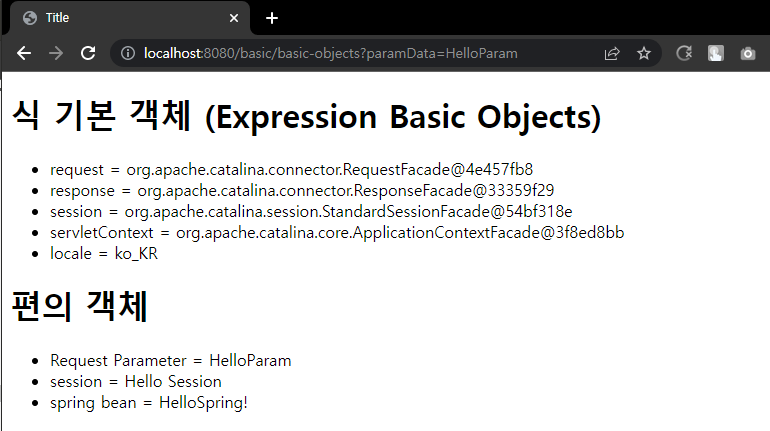 Title
localhost:8080/basic/basic-objects?paramData=HelloParam
식 기본 객체 (Expression Basic Objects)
request = org.apache.catalina.connector.RequestFacade@4e457fb8
response = org.apache.catalina.connector.ResponseFacade@33359f29
session = org.apache.catalina.session.StandardSessionFacade@54bf318e
servletContext = org.apache.catalina.core.ApplicationContextFacade@3f8ed8bb
locale = ko_KR
편의 객체
Request Parameter = HelloParam
session = Hello Session
spring bean = HelloSpring!